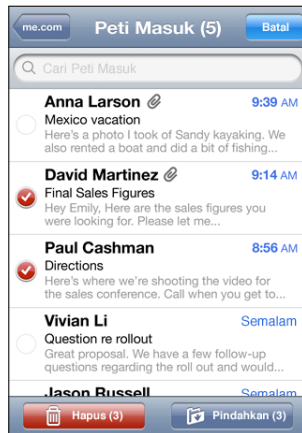 me.com
Peti Masuk (5)
Batal
Cari Peti Masuk
Anna Larson
9:39 AM
Mexico vacation
Here's a photo I took of Sandy kayaking. We
also rented a boat and did a bit of fishing...
David Martinez
9:14 AM
Final Sales Figures
Hey Emily, Here are the sales figures you
were looking for. Please let me...
Paul Cashman
8:56 AM
Directions
Here's where we're shooting the video for
the sales conference. Call when you get to...
Vivian Li
Semalam
Question re rollout
Great proposal. We have a few follow-up
questions regarding the roll out and would...
Jason Russell
Semalam
Hapus (3)
Pindahkan (3)